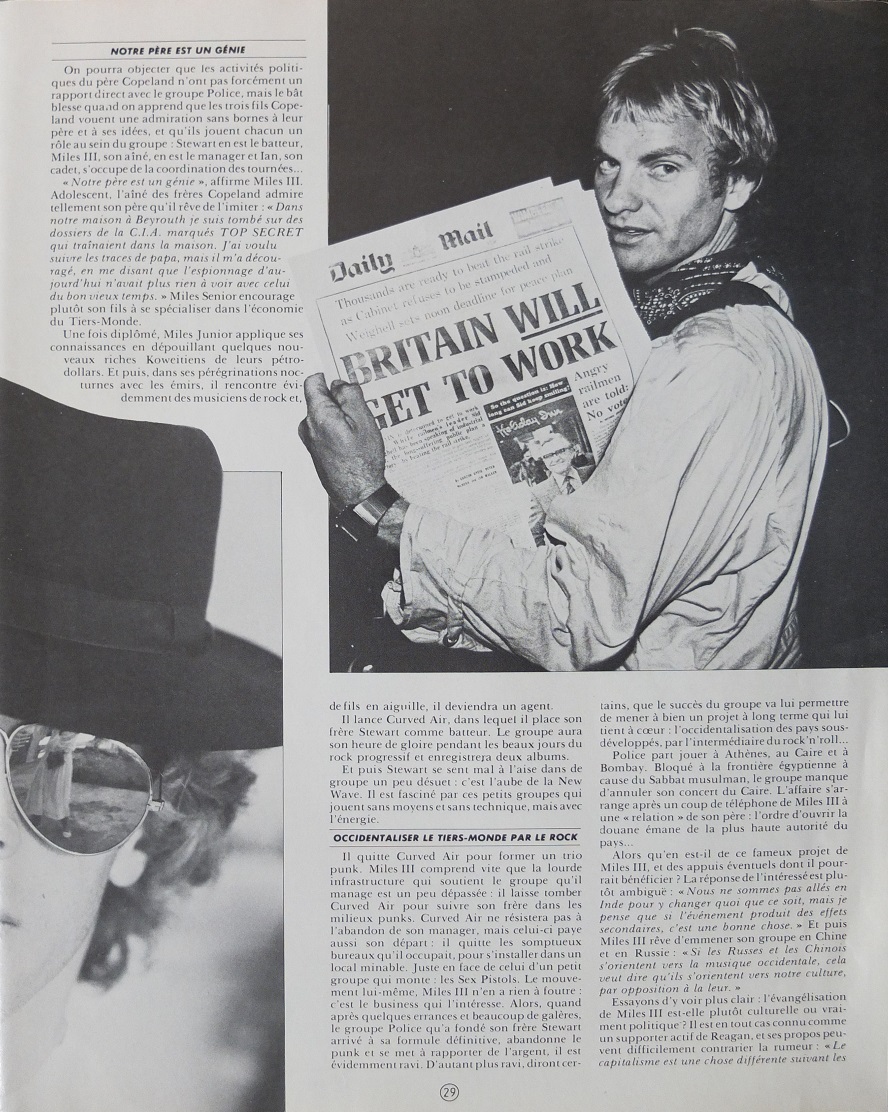 NOTRE PÈRE EST UN GÉNIE
On pourra objecter que les activités politi-
ques du père Copeland n'ont pas forcément un
rapport direct avec le groupe Police, mais le bât
blesse quand on apprend que les trois fils Cope-
land vouent une admiration sans bornes à leur
père et à ses idées, et qu'ils jouent chacun un
rôle au sein du groupe : Stewart en est le batteur,
Miles III, son aîné, en est le manager et Ian, son
cadet, s'occupe de la coordination des tournées...
« Notre père est un génie », affirme Miles III.
Adolescent, l'aîné des frères Copeland admire
tellement son père qu'il rêve de l'imiter : « Dans
notre maison à Beyrouth je suis tombé sur des
dossiers de la C.I.A. marqués TOP SECRET
qui traînaient dans la maison. J'ai voulu
suivre les traces de papa, mais il m'a décou-
ragé, en me disant que l'espionnage d'au-
jourd'hui n'avait plus rien à voir avec celui
du bon vieux temps. » Miles Senior encourage
plutôt son fils à se spécialiser dans l'économie
du Tiers-Monde.
Une fois diplômé, Miles Junior applique ses
connaissances en dépouillant quelques nou-
veaux riches Koweitiens de leurs pétro-
dollars. Et puis, dans ses pérégrinations noc-
turnes avec les émirs, il rencontre évi-
demment des musiciens de rock et,
Daily Mail
Thousands are ready to beat the rail strike
as Cabinet refuses to be stampeded and
Weighell sets noon deadline for peace plan
BRITAIN WILL
GET TO WORK
Angry
railmen
are told:
No vote
So the question is: How
long can Sid keep smiling?
Holiday Inn
de fils en aiguille, il deviendra un agent.
Il lance Curved Air, dans lequel il place son
frère Stewart comme batteur. Le groupe aura
son heure de gloire pendant les beaux jours du
rock progressif et enregistrera deux albums.
Et puis Stewart se sent mal à l'aise dans de
groupe un peu désuet : c'est l'aube de la New
Wave. Il est fasciné par ces petits groupes qui
jouent sans moyens et sans technique, mais avec
l'énergie.
OCCIDENTALISER LE TIERS-MONDE PAR LE ROCK
Il quitte Curved Air pour former un trio
punk. Miles III comprend vite que la lourde
infrastructure qui soutient le groupe qu'il
manage est un peu dépassée : il laisse tomber
Curved Air pour suivre son frère dans les
milieux punks. Curved Air ne résistera pas à
l'abandon de son manager, mais celui-ci paye
aussi son départ : il quitte les somptueux
bureaux qu'il occupait, pour s'installer dans un
local minable. Juste en face de celui d'un petit
groupe qui monte : les Sex Pistols. Le mouve-
ment lui-même, Miles III n'en a rien à foutre :
c'est le business qui l'intéresse. Alors, quand
après quelques errances et beaucoup de galères,
le groupe Police qu'a fondé son frère Stewart
arrivé à sa formule définitive, abandonne le
punk et se met à rapporter de l'argent, il est
évidemment ravi. D'autant plus ravi, diront cer-
tains, que le succès du groupe va lui permettre
de mener à bien un projet à long terme qui lui
tient à cœur : l'occidentalisation des pays sous-
développés, par l'intermédiaire du rock'n'roll...
Police part jouer à Athènes, au Caire et à
Bombay. Bloqué à la frontière égyptienne à
cause du Sabbat musulman, le groupe manque
d'annuler son concert du Caire. L'affaire s'ar-
range après un coup de téléphone de Miles III à
une « relation » de son père : l'ordre d'ouvrir la
douane émane de la plus haute autorité du
pays...
Alors qu'en est-il de ce fameux projet de
Miles III, et des appuis éventuels dont il pour-
rait bénéficier ? La réponse de l'intéressé est plu-
tôt ambiguë : « Nous ne sommes pas allés en
Inde pour y changer quoi que ce soit, mais je
pense que si l'événement produit des effets
secondaires, c'est une bonne chose. » Et puis
Miles III rêve d'emmener son groupe en Chine
et en Russie : « Si les Russes et les Chinois
s'orientent vers la musique occidentale, cela
veut dire qu'ils s'orientent vers notre culture,
par opposition à la leur. »
Essayons d'y voir plus clair : l'évangélisation
de Miles III est-elle plutôt culturelle ou vrai-
ment politique ? Il est en tout cas connu comme
un supporter actif de Reagan, et ses propos peu-
vent difficilement contrarier la rumeur : « Le
capitalisme est une chose différente suivant les
29